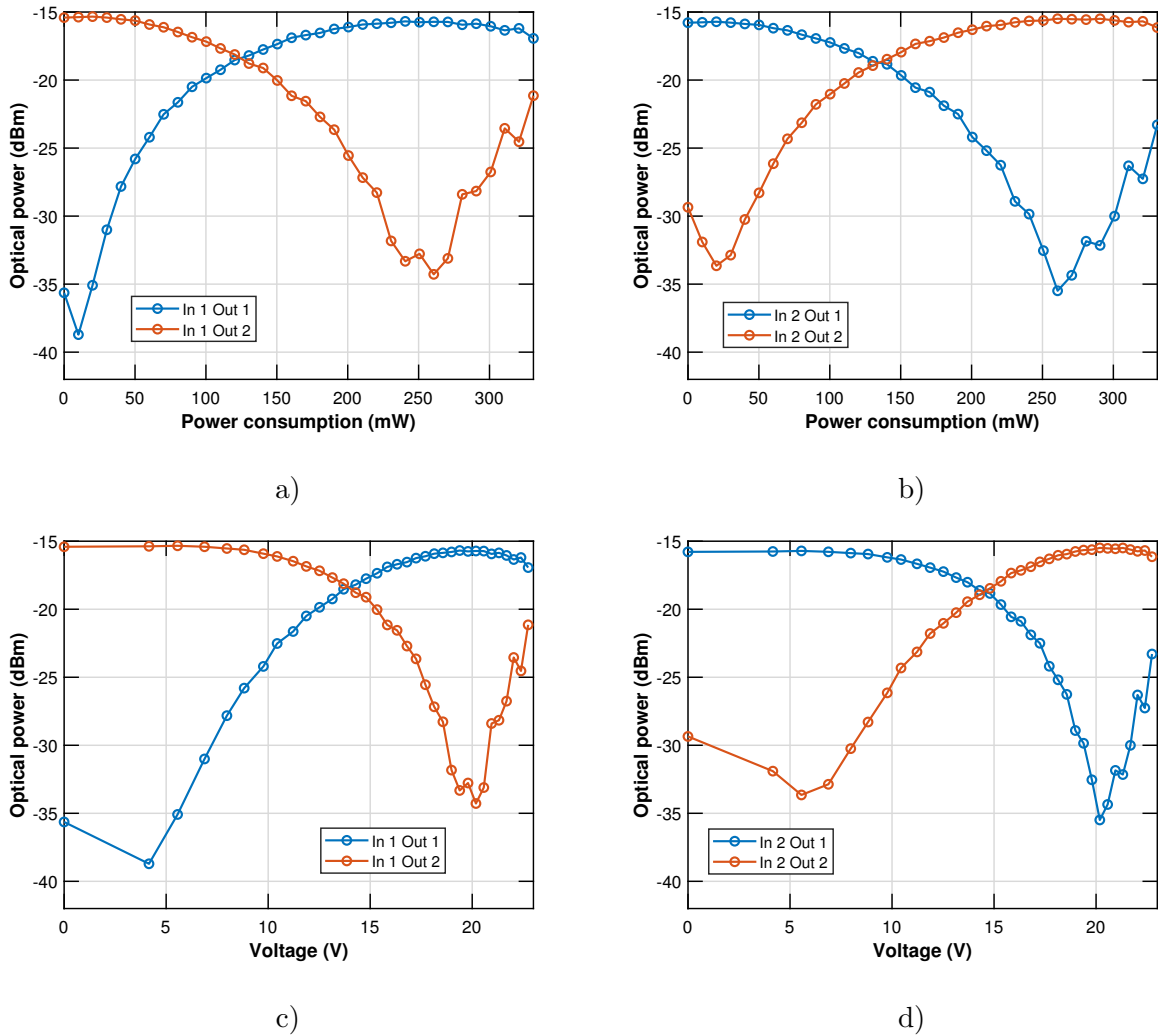 -15
-20
-25
-30
-35
-40
Optical power (dBm)
In 1 Out 1
In 1 Out 2
0 50 100 150 200 250 300
Power consumption (mW)
a)
-15
-20
-25
-30
-35
-40
Optical power (dBm)
In 2 Out 1
In 2 Out 2
0 50 100 150 200 250 300
Power consumption (mW)
b)
-15
-20
-25
-30
-35
-40
Optical power (dBm)
In 1 Out 1
In 1 Out 2
0 5 10 15 20
Voltage (V)
c)
-15
-20
-25
-30
-35
-40
Optical power (dBm)
In 2 Out 1
In 2 Out 2
0 5 10 15 20
Voltage (V)
d)